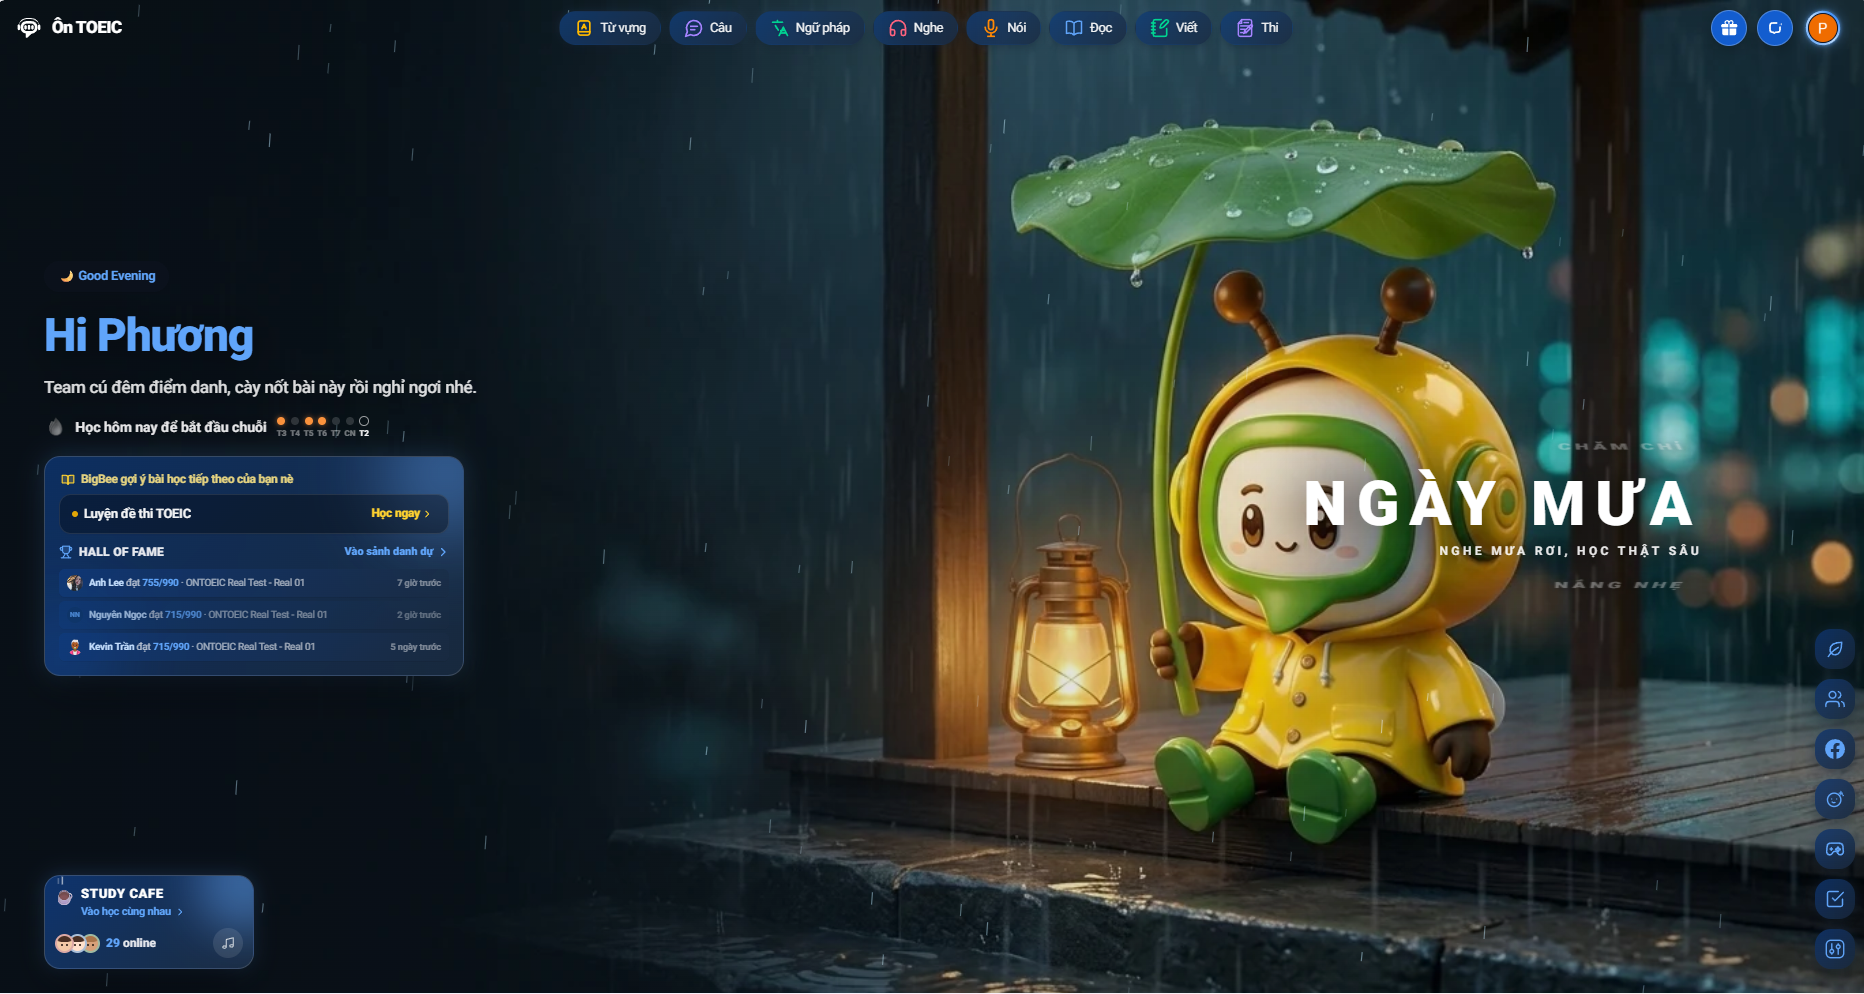 Ôn TOEIC
Từ vựng
Câu
Ngữ pháp
Nghe
Nói
Đọc
Viết
Thi
P
Good Evening
Hi Phương
Team cú đêm điểm danh, cày nốt bài này rồi nghỉ ngơi nhé.
Học hôm nay để bắt đầu chuỗi
T3 T4 T5 T6 T7 CN T2
BigBee gợi ý bài học tiếp theo của bạn nè
Luyện đề thi TOEIC Học ngay
HALL OF FAME Vào sảnh danh dự
Anh Lee đạt 755/990 · ONTOEIC Real Test - Real 01 7 giờ trước
NN Nguyên Ngọc đạt 715/990 · ONTOEIC Real Test - Real 01 2 giờ trước
Kevin Trần đạt 715/990 · ONTOEIC Real Test - Real 01 5 ngày trước
CHĂM CHỈ
NGÀY MƯA
NGHE MƯA RƠI, HỌC THẬT SÂU
NẮNG NHẸ
STUDY CAFE
Vào học cùng nhau
29 online